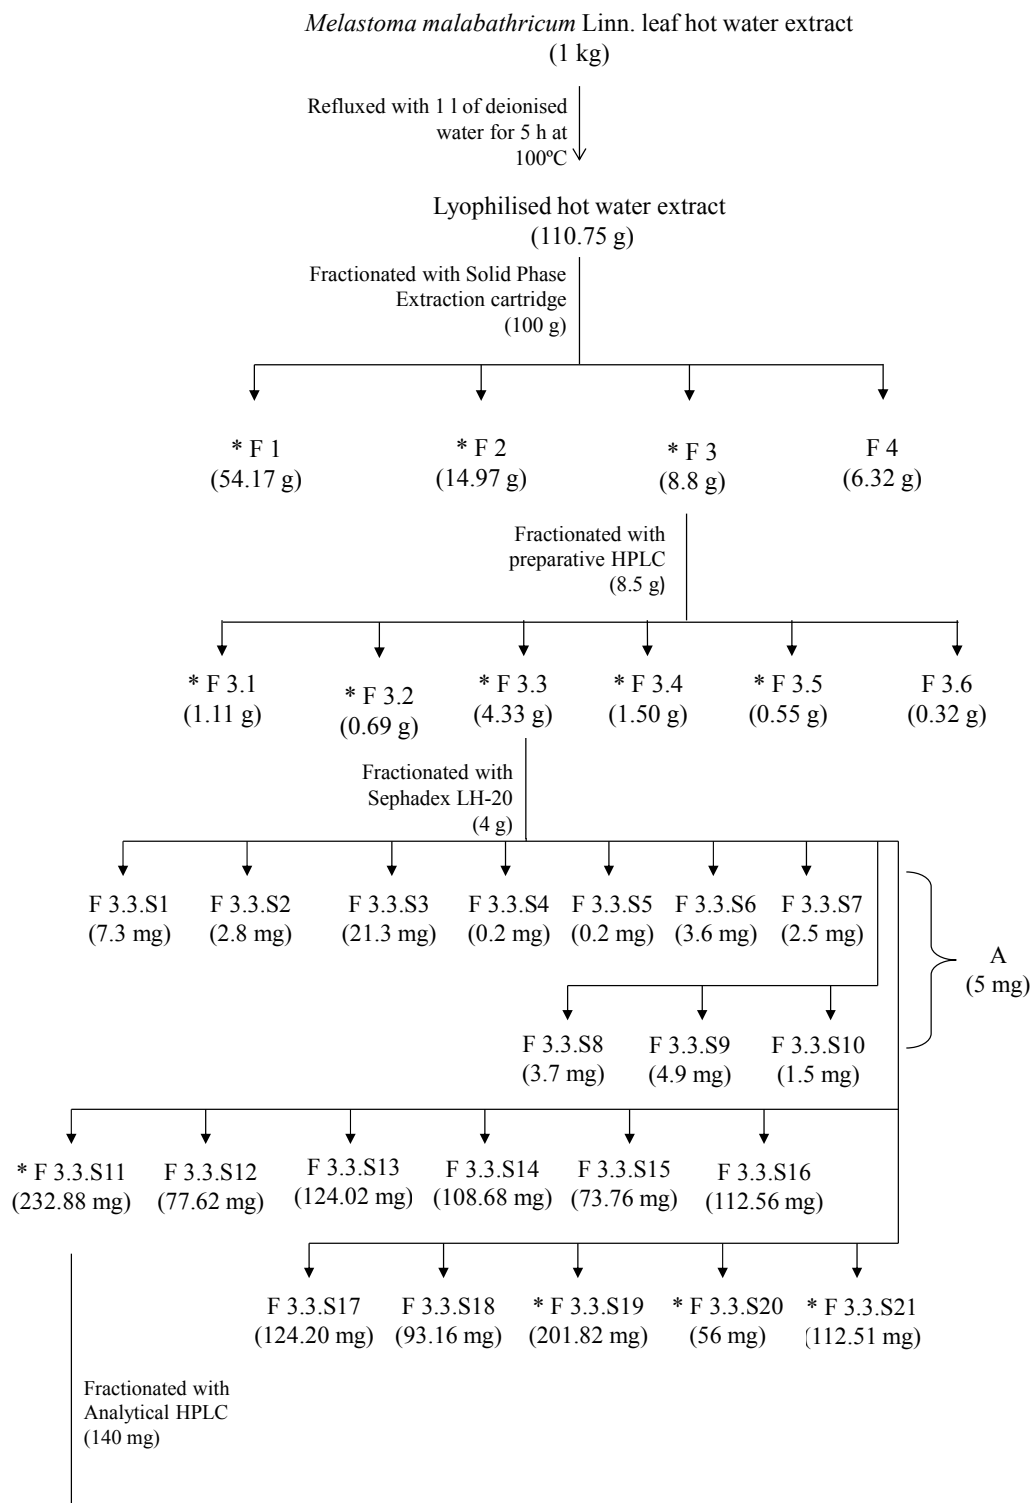 Melastoma malabathricum Linn. leaf hot water extract
(1 kg)
Refluxed with 1 l of deionised
water for 5 h at
100ºC
Lyophilised hot water extract
(110.75 g)
Fractionated with Solid Phase
Extraction cartridge
(100 g)
* F 1
(54.17 g)
* F 2
(14.97 g)
* F 3
(8.8 g)
F 4
(6.32 g)
Fractionated with
preparative HPLC
(8.5 g)
* F 3.1
(1.11 g)
* F 3.2
(0.69 g)
* F 3.3
(4.33 g)
* F 3.4
(1.50 g)
* F 3.5
(0.55 g)
F 3.6
(0.32 g)
Fractionated with
Sephadex LH-20
(4 g)
F 3.3.S1
(7.3 mg)
F 3.3.S2
(2.8 mg)
F 3.3.S3
(21.3 mg)
F 3.3.S4
(0.2 mg)
F 3.3.S5
(0.2 mg)
F 3.3.S6
(3.6 mg)
F 3.3.S7
(2.5 mg)
A
(5 mg)
F 3.3.S8
(3.7 mg)
F 3.3.S9
(4.9 mg)
F 3.3.S10
(1.5 mg)
* F 3.3.S11
(232.88 mg)
F 3.3.S12
(77.62 mg)
F 3.3.S13
(124.02 mg)
F 3.3.S14
(108.68 mg)
F 3.3.S15
(73.76 mg)
F 3.3.S16
(112.56 mg)
F 3.3.S17
(124.20 mg)
F 3.3.S18
(93.16 mg)
* F 3.3.S19
(201.82 mg)
* F 3.3.S20
(56 mg)
* F 3.3.S21
(112.51 mg)
Fractionated with
Analytical HPLC
(140 mg)